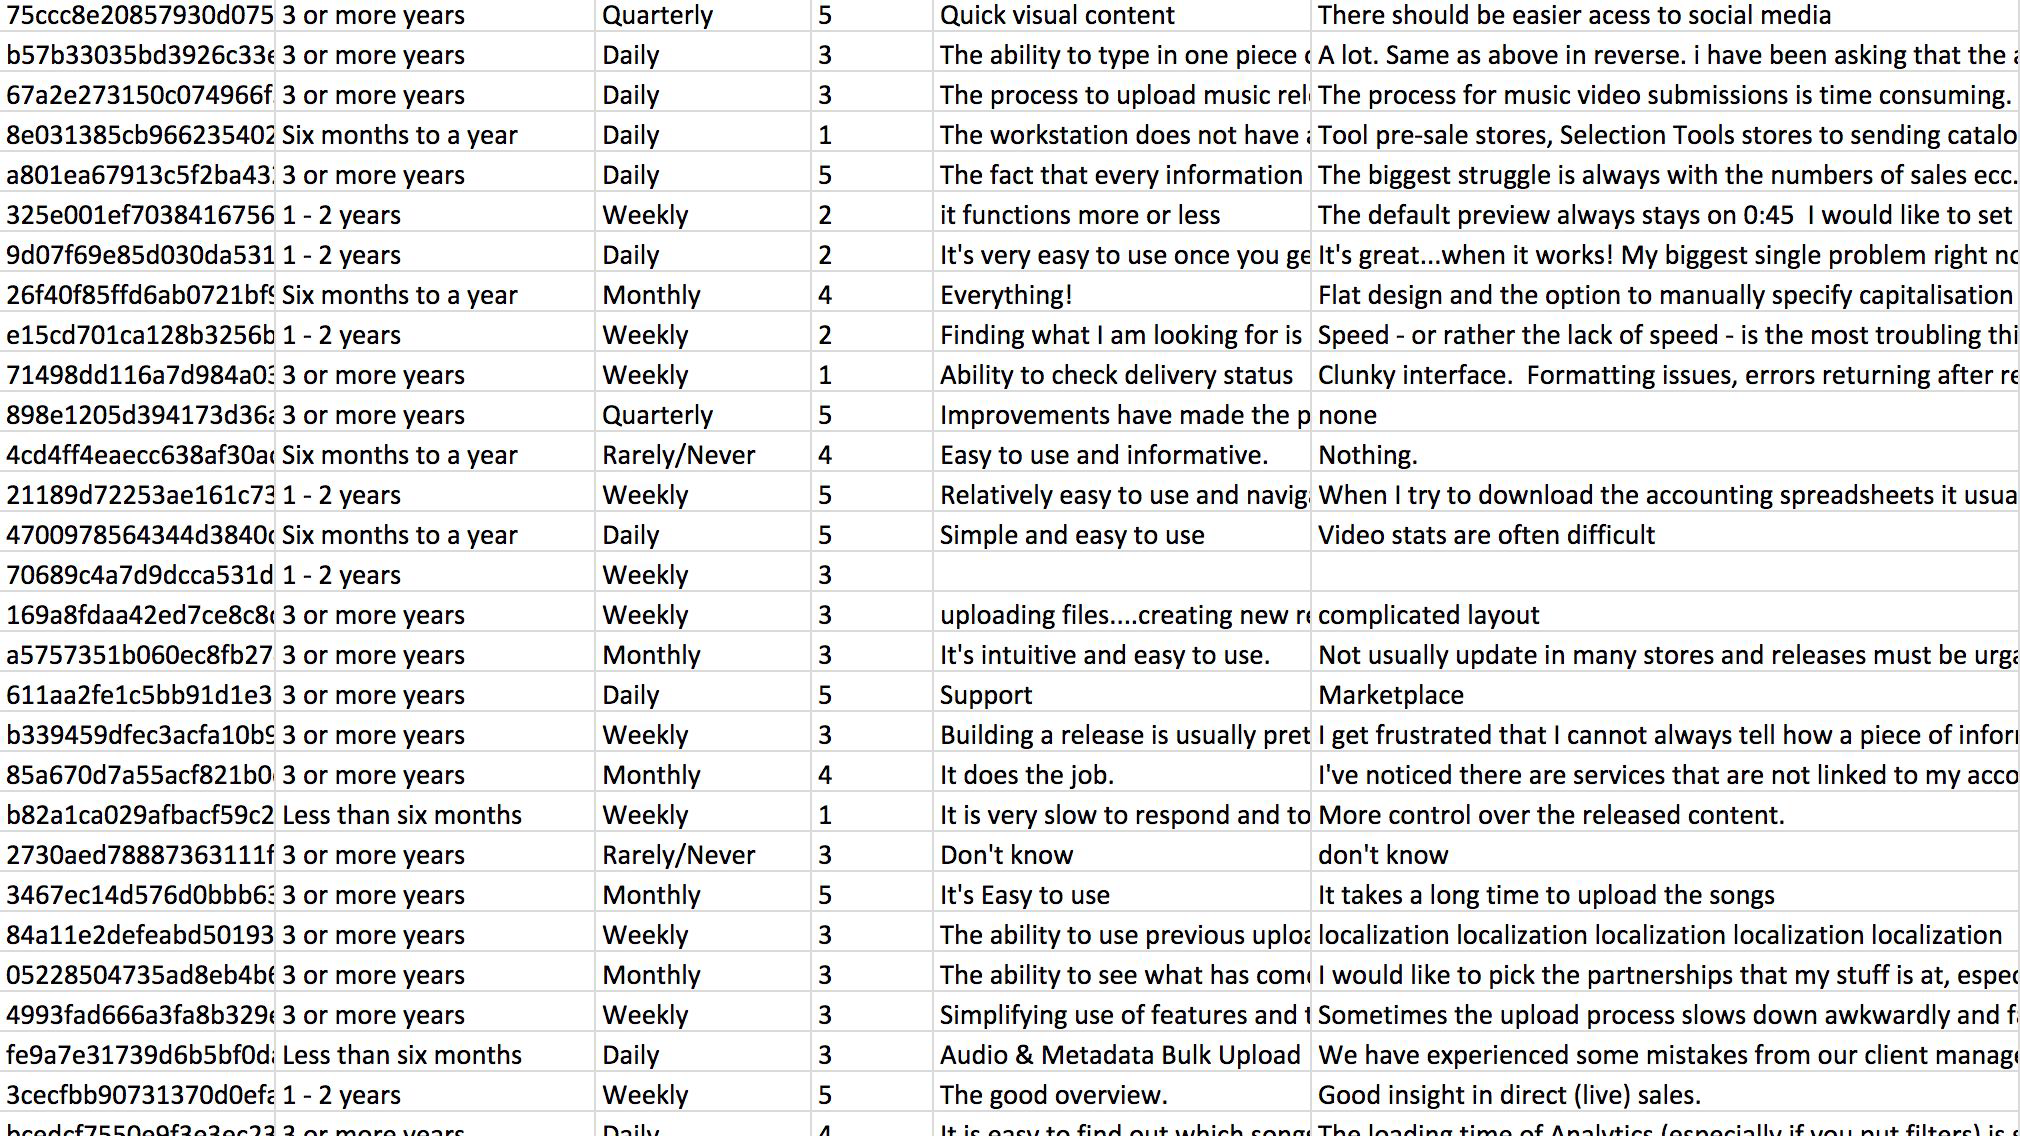 75ccc8e20857930d075 3 or more years Quarterly 5 Quick visual content There should be easier acess to social media
b57b33035bd3926c33e 3 or more years Daily 3 The ability to type in one piece A lot. Same as above in reverse. i have been asking that the
67a2e273150c074966f 3 or more years Daily 3 The process to upload music The process for music video submissions is time consuming.
8e031385cb966235402 Six months to a year Daily 1 The workstation does not have Tool pre-sale stores, Selection Tools stores to sending
a801ea67913c5f2ba43 3 or more years Daily 5 The fact that every information The biggest struggle is always with the numbers of sales ecc.
325e001ef7038416756 1 - 2 years Weekly 2 it functions more or less The default preview always stays on 0:45 I would like to set
9d07f69e85d030da531 1 - 2 years Daily 2 It's very easy to use once you It's great...when it works! My biggest single problem right
26f40f85ffd6ab0721bf9 Six months to a year Monthly 4 Everything! Flat design and the option to manually specify capitalisation
e15cd701ca128b3256b 1 - 2 years Weekly 2 Finding what I am looking for is Speed - or rather the lack of speed - is the most troubling
71498dd116a7d984a03 3 or more years Weekly 1 Ability to check delivery status Clunky interface. Formatting issues, errors returning after
898e1205d394173d36a 3 or more years Quarterly 5 Improvements have made the none
4cd4ff4eaecc638af30a Six months to a year Rarely/Never 4 Easy to use and informative. Nothing.
21189d72253ae161c73 1 - 2 years Weekly 5 Relatively easy to use and When I try to download the accounting spreadsheets it
4700978564344d3840 Six months to a year Daily 5 Simple and easy to use Video stats are often difficult
70689c4a7d9dcca531d 1 - 2 years Weekly 3
169a8fdaa42ed7ce8c8 3 or more years Weekly 3 uploading files....creating new complicated layout
a5757351b060ec8fb27 3 or more years Monthly 3 It's intuitive and easy to use. Not usually update in many stores and releases must be
611aa2fe1c5bb91d1e3 3 or more years Daily 5 Support Marketplace
b339459dfec3acfa10b9 3 or more years Weekly 3 Building a release is usually I get frustrated that I cannot always tell how a piece of
85a670d7a55acf821b0 3 or more years Monthly 4 It does the job. I've noticed there are services that are not linked to my
b82a1ca029afbacf59c2 Less than six months Weekly 1 It is very slow to respond and to More control over the released content.
2730aed78887363111f 3 or more years Rarely/Never 3 Don't know don't know
3467ec14d576d0bbb63 3 or more years Monthly 5 It's Easy to use It takes a long time to upload the songs
84a11e2defeabd50193 3 or more years Weekly 3 The ability to use previous localization localization localization localization localization
05228504735ad8eb4b6 3 or more years Monthly 3 The ability to see what has I would like to pick the partnerships that my stuff is at,
4993fad666a3fa8b329e 3 or more years Weekly 3 Simplifying use of features and Sometimes the upload process slows down awkwardly and
fe9a7e31739d6b5bf0d Less than six months Daily 3 Audio & Metadata Bulk Upload We have experienced some mistakes from our client
3cecfbb90731370d0efa 1 - 2 years Weekly 5 The good overview. Good insight in direct (live) sales.
3 or more years Daily 4 It is easy to find out which The loading time of Analytics (especially if you put filters) is